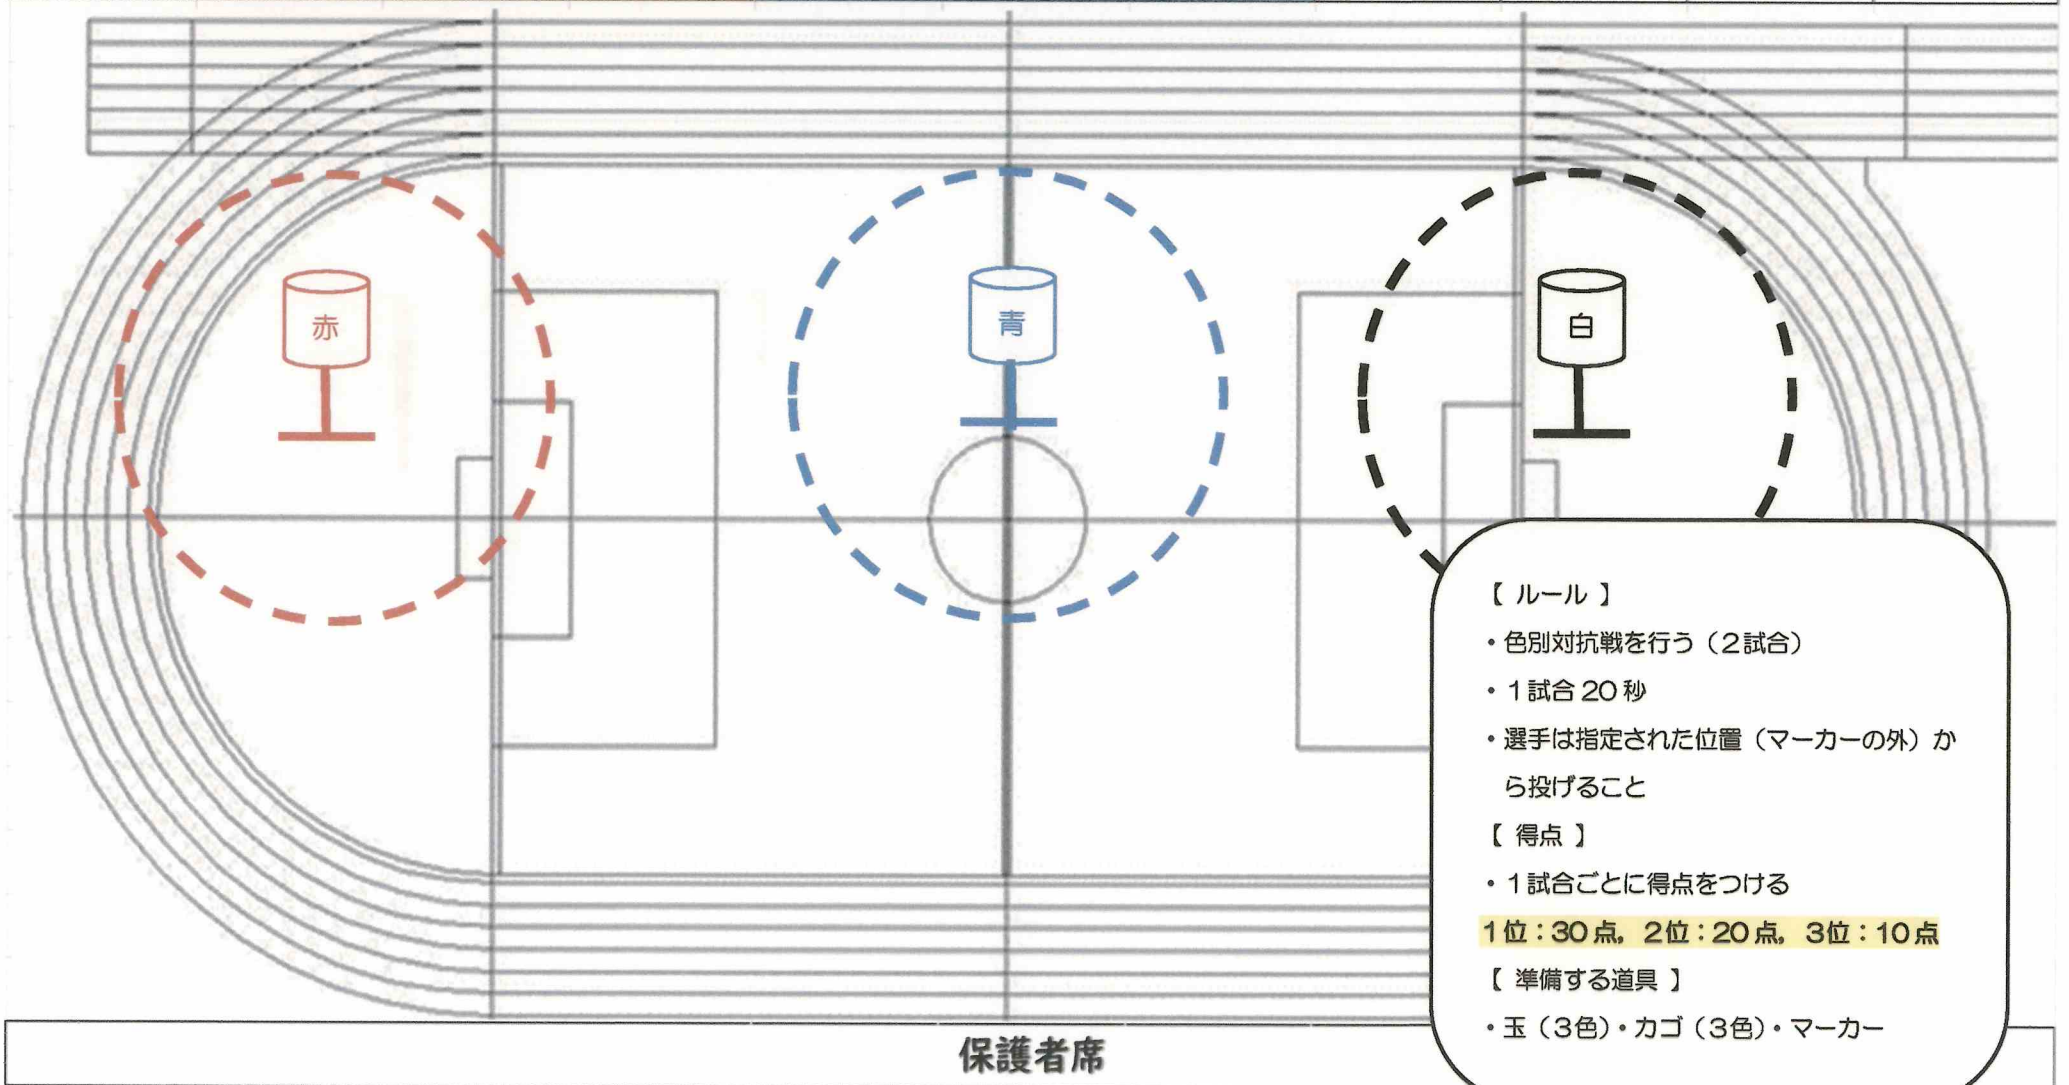 赤
青
白
【 ルール 】
・色別対抗戦を行う（２試合）
・１試合 20 秒
・選手は指定された位置（マーカーの外）か
ら投げること
【 得点 】
・１試合ごとに得点をつける
１位：30 点，２位：20 点，３位：10 点
【 準備する道具 】
・玉（３色）・カゴ（３色）・マーカー
保護者席